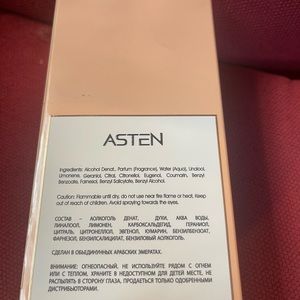 ASTEN
Ingredients: Alcohol Denat., Parfum (Fragrance), Water (Aqua), Linalool,
Limonene, Geraniol, Citral, Citronellol, Eugenol, Coumarin, Benzyl
Benzoate, Farnesol, Benzyl Salicylate, Benzyl Alcohol.
Caution: Flammable until dry, do not use near fire flame or heat. Keep
out of reach of children. Avoid spraying towards the eyes.
СОСТАВ – АОЛКОГОЛЬ ДЕНАТ, ДУХИ, АКВА ВОДЫ,
ЛИНАЛООЛ, ЛИМОНЕН, КАРБОКСАЛЬДЕГИД, ГЕРАНИОЛ,
ЦИТРАЛЬ, ЦИТРОНЕЛЛОЛ, ЭВГЕНОЛ, КУМАРИН, БЕНЗИЛБЕНЗОАТ,
ФАРНЕЗОЛ, БЕНЗИЛСАЛИЦИЛАТ, БЕНЗИЛОВЫЙ АЛКОГОЛЬ.
СДЕЛАН В ОБЪЕДИНУННЫХ АРАБСКИХ ЭМЕРАТАХ.
ВНИМАНИЕ: ОГНЕОПАСНЫЙ, НЕ ИСПОЛЬЗУЙТЕ РЯДОМ С ОГНЕМ
ИЛИ С ТЕПЛОМ, ХРАНИТЕ В НЕДОСТУПНОМ ДЛЯ ДЕТЕЙ МЕСТЕ, НЕ
РАСПЫЛЯТЬ В СТОРОНУ ГЛАЗА, ПРОДАЕТСЯ ТОЛЬКО ОДОБРЕННЫМИ
ДИСТРИБЬЮТОРАМИ.